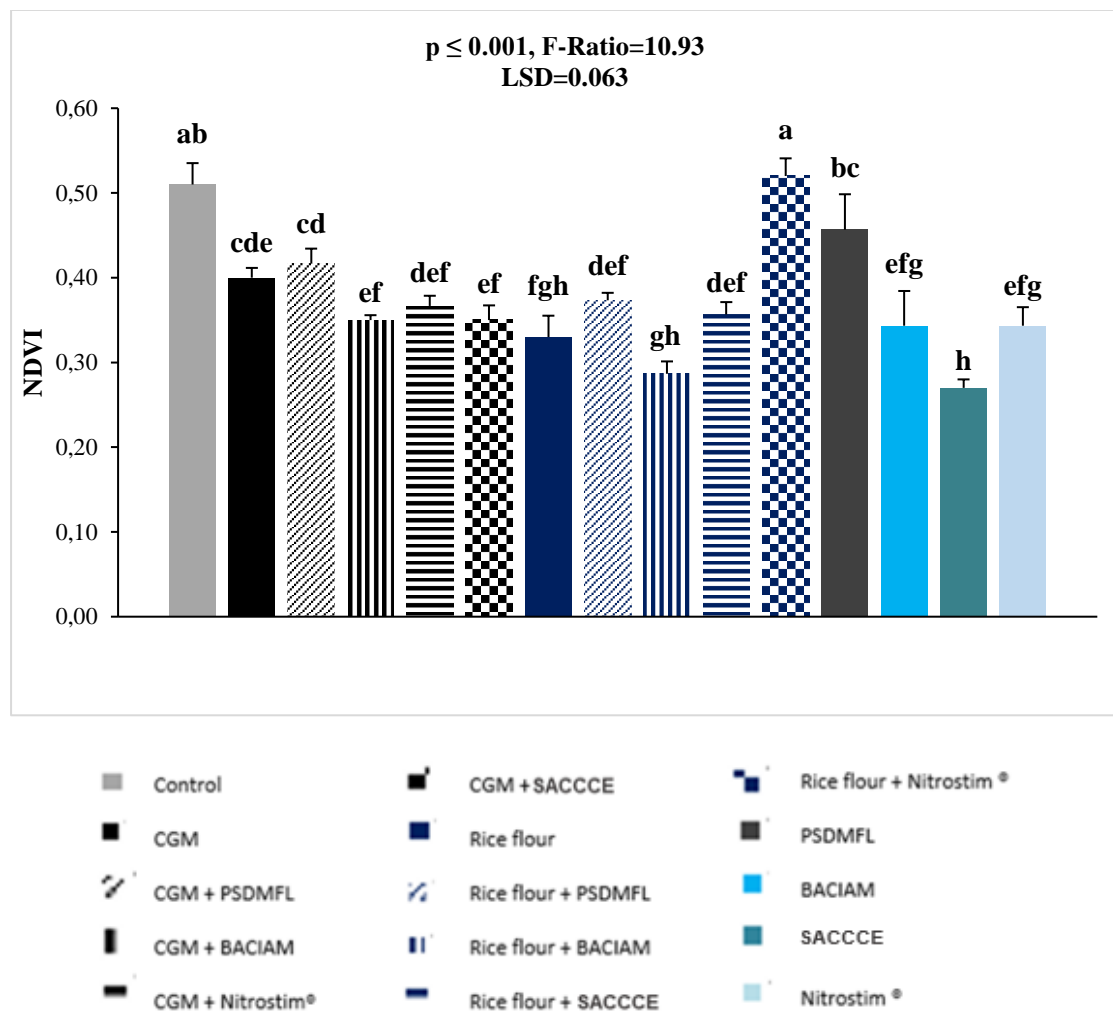 p ≤ 0.001, F-Ratio=10.93
LSD=0.063
NDVI
0,60
0,50
0,40
0,30
0,20
0,10
0,00
ab
cde
cd
ef
def
ef
fgh
def
gh
def
a
bc
efg
h
efg
Control
CGM
CGM + PSDMFL
CGM + BACIAM
CGM + Nitrostim®
CGM +SACCCE
Rice flour
Rice flour + PSDMFL
Rice flour + BACIAM
Rice flour + SACCCE
Rice flour + Nitrostim ®
PSDMFL
BACIAM
SACCCE
Nitrostim ®